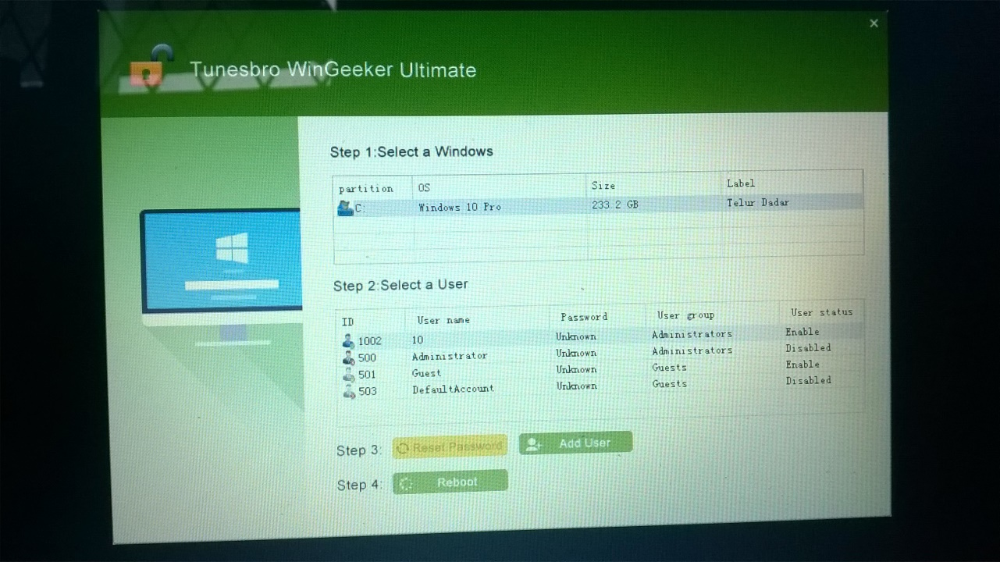 Tunesbro WinGeeker Ultimate
Step 1:Select a Windows
partition OS Size Label
C: Windows 10 Pro 233.2 GB Telur Dadar
Step 2:Select a User
ID User name Password User group User status
1002 10 Unknown Administrators Enable
500 Administrator Unknown Administrators Disabled
501 Guest Unknown Guests Enable
503 DefaultAccount Unknown Guests Disabled
Step 3: Reset Password Add User
Step 4: Reboot